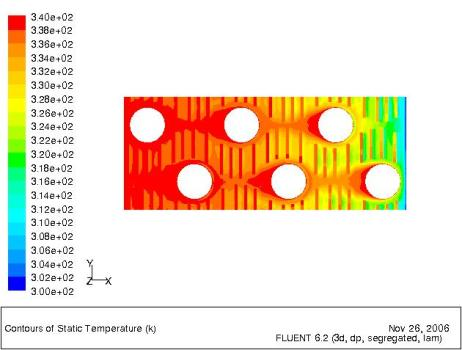 3.40e+02
3.38e+02
3.36e+02
3.34e+02
3.32e+02
3.30e+02
3.28e+02
3.26e+02
3.24e+02
3.22e+02
3.20e+02
3.18e+02
3.16e+02
3.14e+02
3.12e+02
3.10e+02
3.08e+02
3.06e+02
3.04e+02
3.02e+02
3.00e+02
Y
Z X
Contours of Static Temperature (k)
Nov 26, 2006
FLUENT 6.2 (3d, dp, segregated, lam)